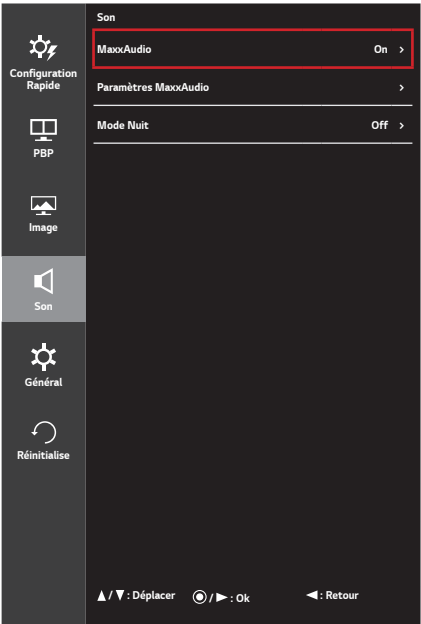 Configuration
Rapide
PBP
Image
Son
Général
Réinitialise
Son
MaxxAudio On >
Paramètres MaxxAudio >
Mode Nuit Off >
▲/▼: Déplacer ◉/►: Ok ◄: Retour